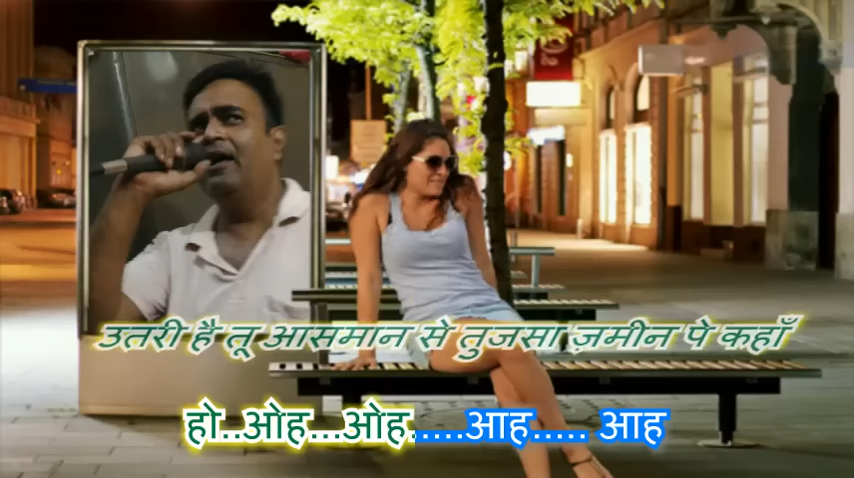 उतरी है तू आसमान से तुजसा ज़मीन पे कहाँ
हो..ओह...ओह.....आह..... आह